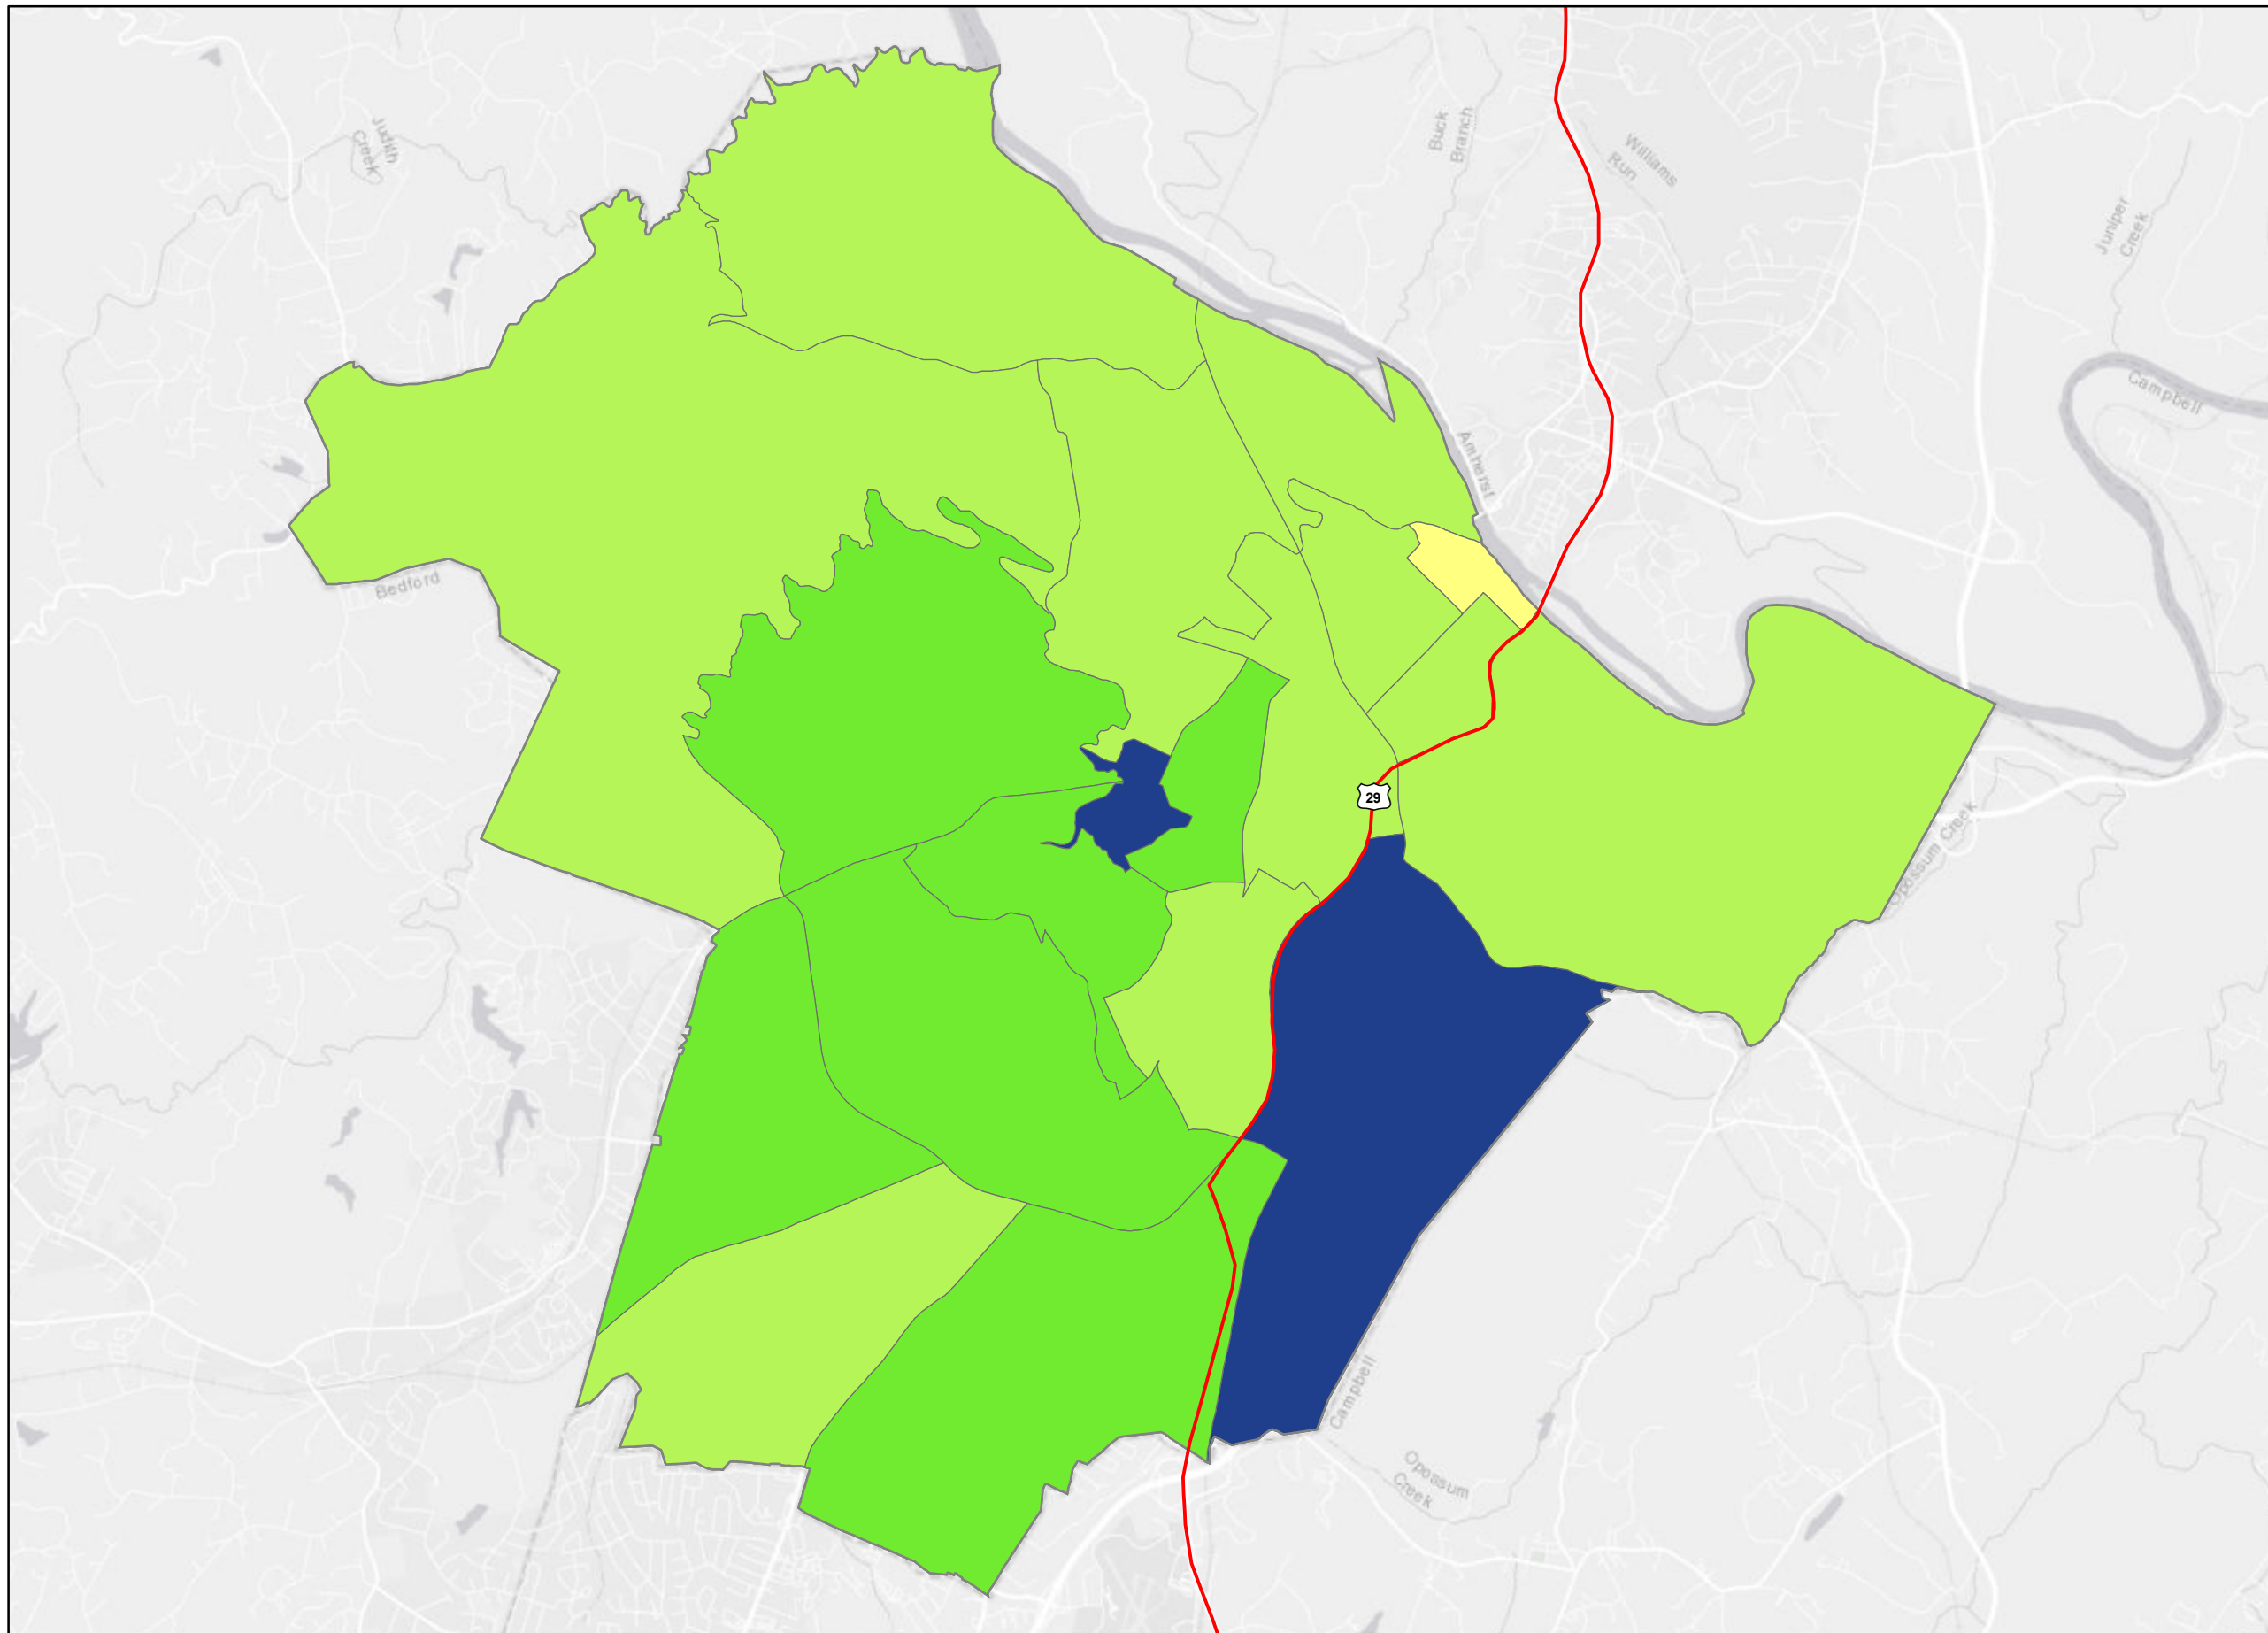 Judith
Creek
Buck
Branch
Williams
Run
Juniper
Creek
Campbell
Amherst
Bedford
29
Opossum Creek
Campbell
Opossum
Creek